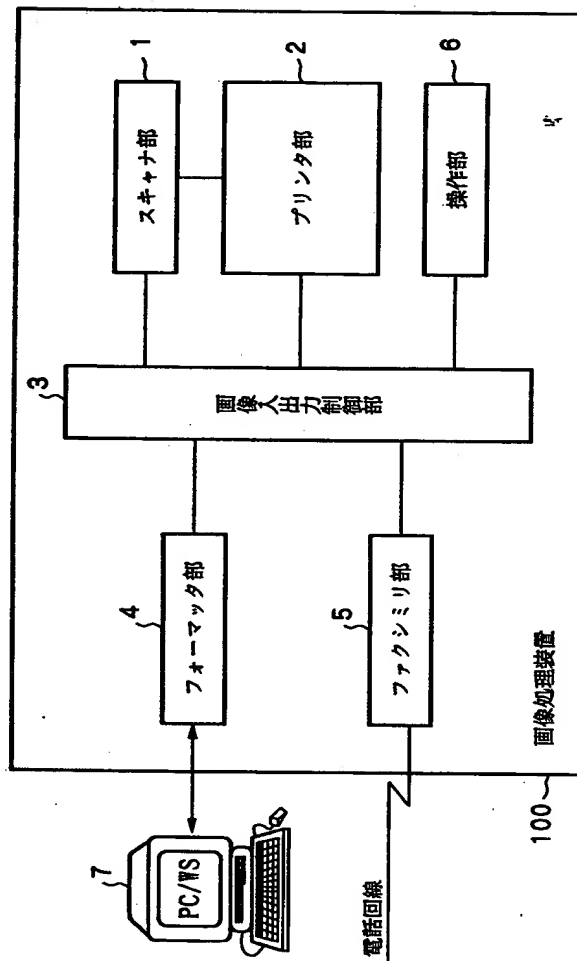 7
PC/WS
電話回線
100
画像処理装置
4
フォーマッタ部
5
ファクシミリ部
3
画像入出力制御部
スキャナ部
1
プリンタ部
2
操作部
6